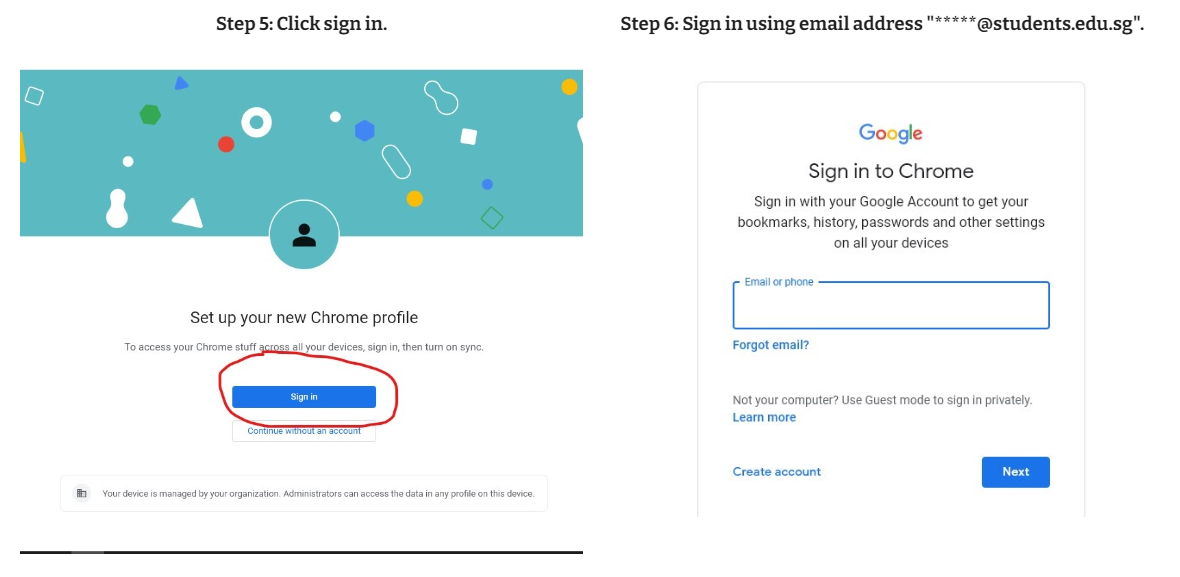 Step 5: Click sign in.
Set up your new Chrome profile
To access your Chrome stuff across all your devices, sign in, then turn on sync.
Sign in
Continue without an account
Your device is managed by your organization. Administrators can access the data in any profile on this device.
Step 6: Sign in using email address "*****@students.edu.sg".
Google
Sign in to Chrome
Sign in with your Google Account to get your
bookmarks, history, passwords and other settings
on all your devices
Email or phone
Forgot email?
Not your computer? Use Guest mode to sign in privately.
Learn more
Create account
Next